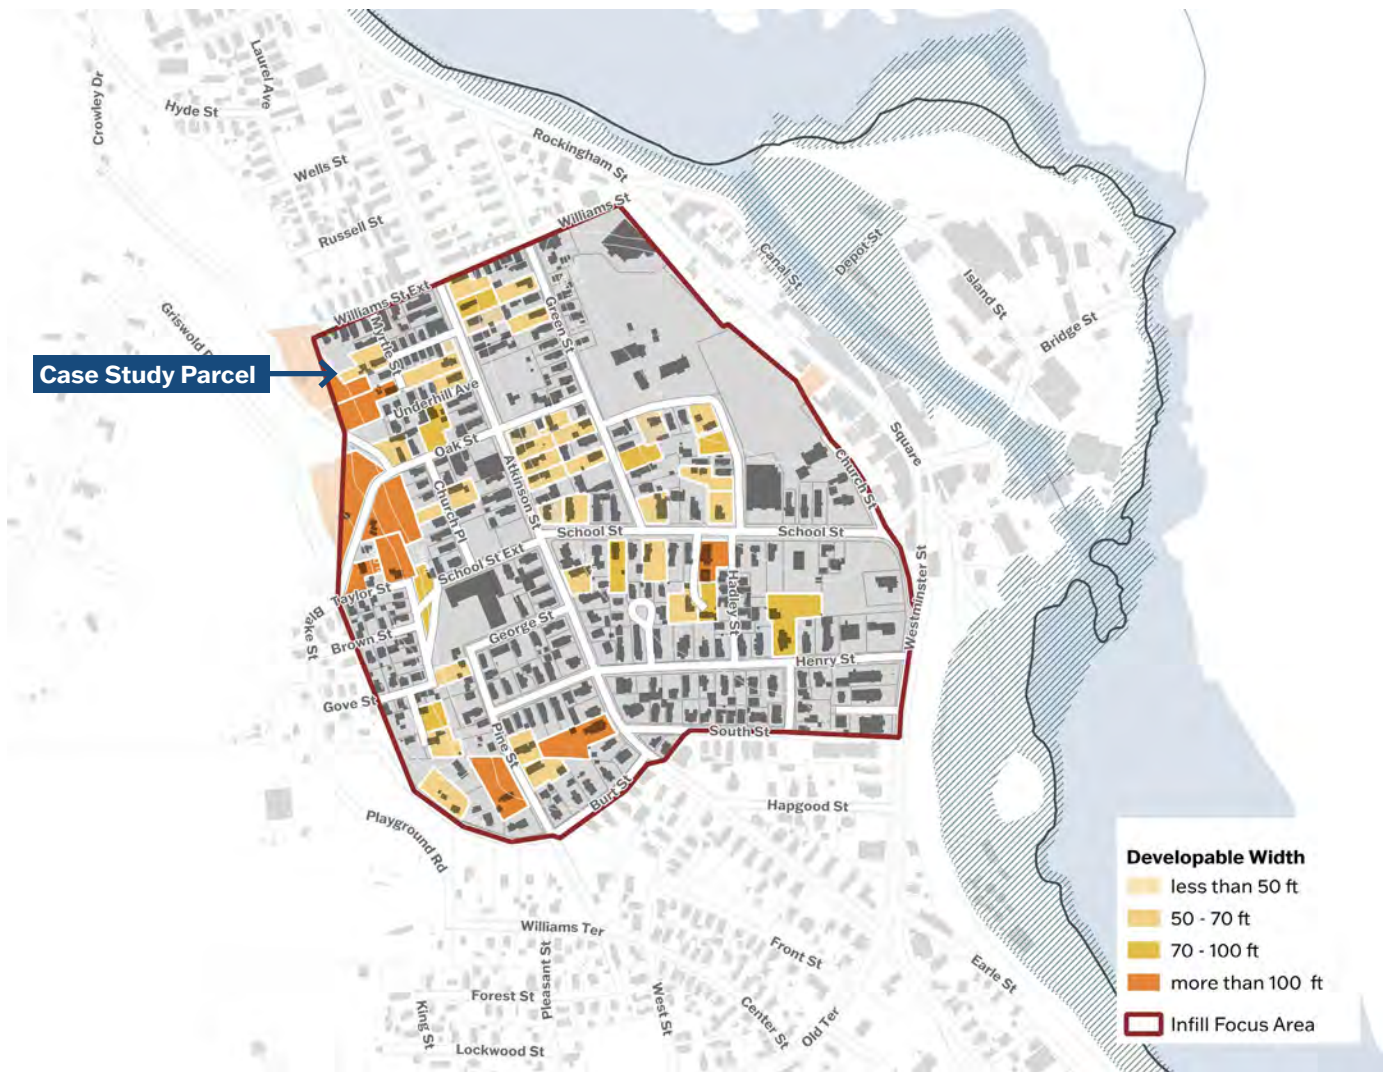 Crowley Dr
Laurel Ave
Hyde St
Wells St
Russell St
Rockingham St
Williams St
Canal St
Depot St
Island St
Bridge St
Griswold D
Williams St Ext
Myrtle St
Green St
Case Study Parcel
Underhill Ave
Oak St
Atkinson St
Church Pl
Square
Church St
School St
School St
School St Ext
Taylor St
Blake St
Brown St
George St
Hadley St
Westminster St
Henry St
Gove St
Pine St
South St
Burt St
Hapgood St
Playground Rd
Williams Ter
Pleasant St
Front St
Earle St
Forest St
King St
West St
Center St
Old Ter
Lockwood St
Developable Width
less than 50 ft
50 - 70 ft
70 - 100 ft
more than 100 ft
Infill Focus Area